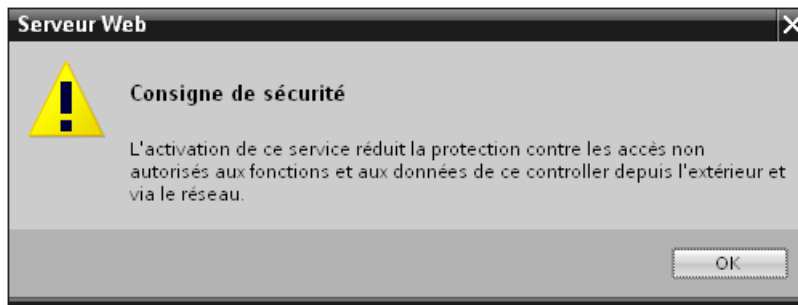 Serveur Web
Consigne de sécurité
L'activation de ce service réduit la protection contre les accès non
autorisés aux fonctions et aux données de ce controller depuis l'extérieur et
via le réseau.
OK